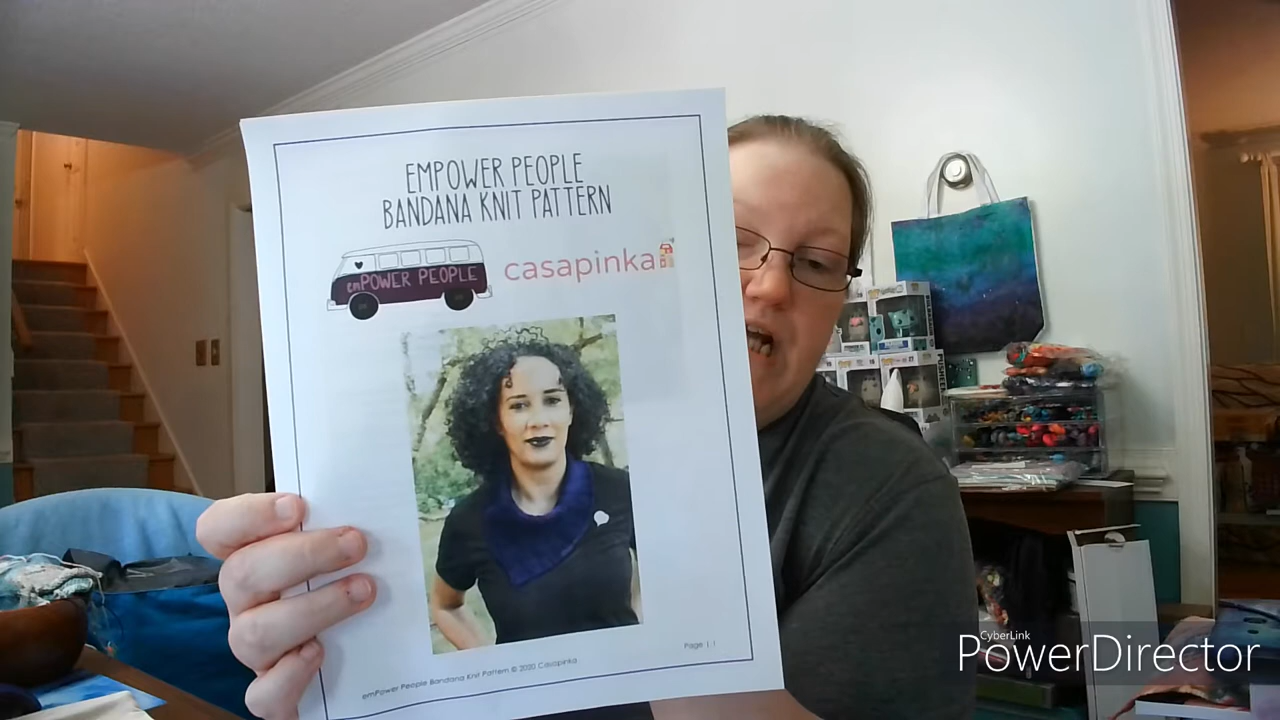 EMPOWER PEOPLE
BANDANA KNIT PATTERN
emPOWER PEOPLE
casapinka
Page | 1
emPower People Bandana Knit Pattern © 2020 Casapinka
CyberLink
PowerDirector